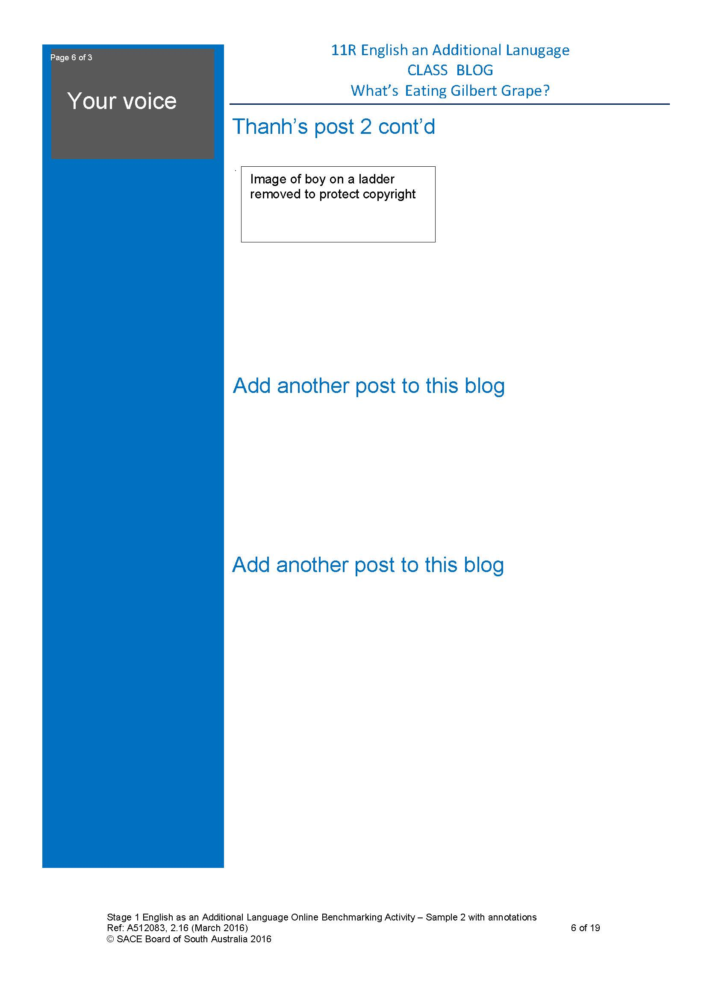 Page 6 of 3
Your voice
11R English an Additional Lanugage
CLASS BLOG
What's Eating Gilbert Grape?
Thanh's post 2 cont'd
Image of boy on a ladder
removed to protect copyright
Add another post to this blog
Add another post to this blog
Stage 1 English as an Additional Language Online Benchmarking Activity – Sample 2 with annotations
Ref: A512083, 2.16 (March 2016)
6 of 19
© SACE Board of South Australia 2016